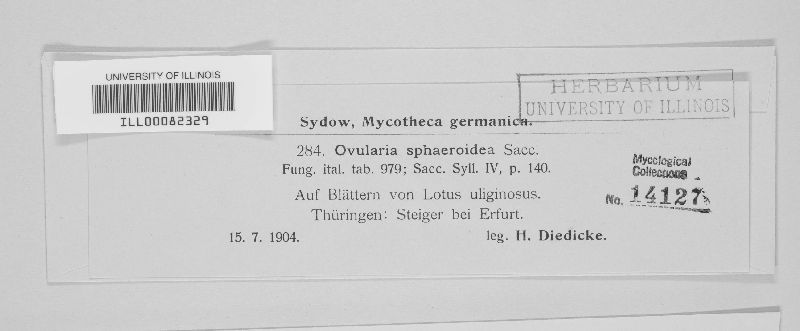 UNIVERSITY OF ILLINOIS
ILL00082329
HERBARIUM
UNIVERSITY OF ILLINOIS
Sydow, Mycotheca germanica.
284. Ovularia sphaeroidea Sacc.
Fung. ital. tab. 979; Sacc. Syll. IV, p. 140.
Mycological
Collections
No. 14127
Auf Blättern von Lotus uliginosus.
Thüringen: Steiger bei Erfurt.
15. 7. 1904. leg. H. Diedicke.